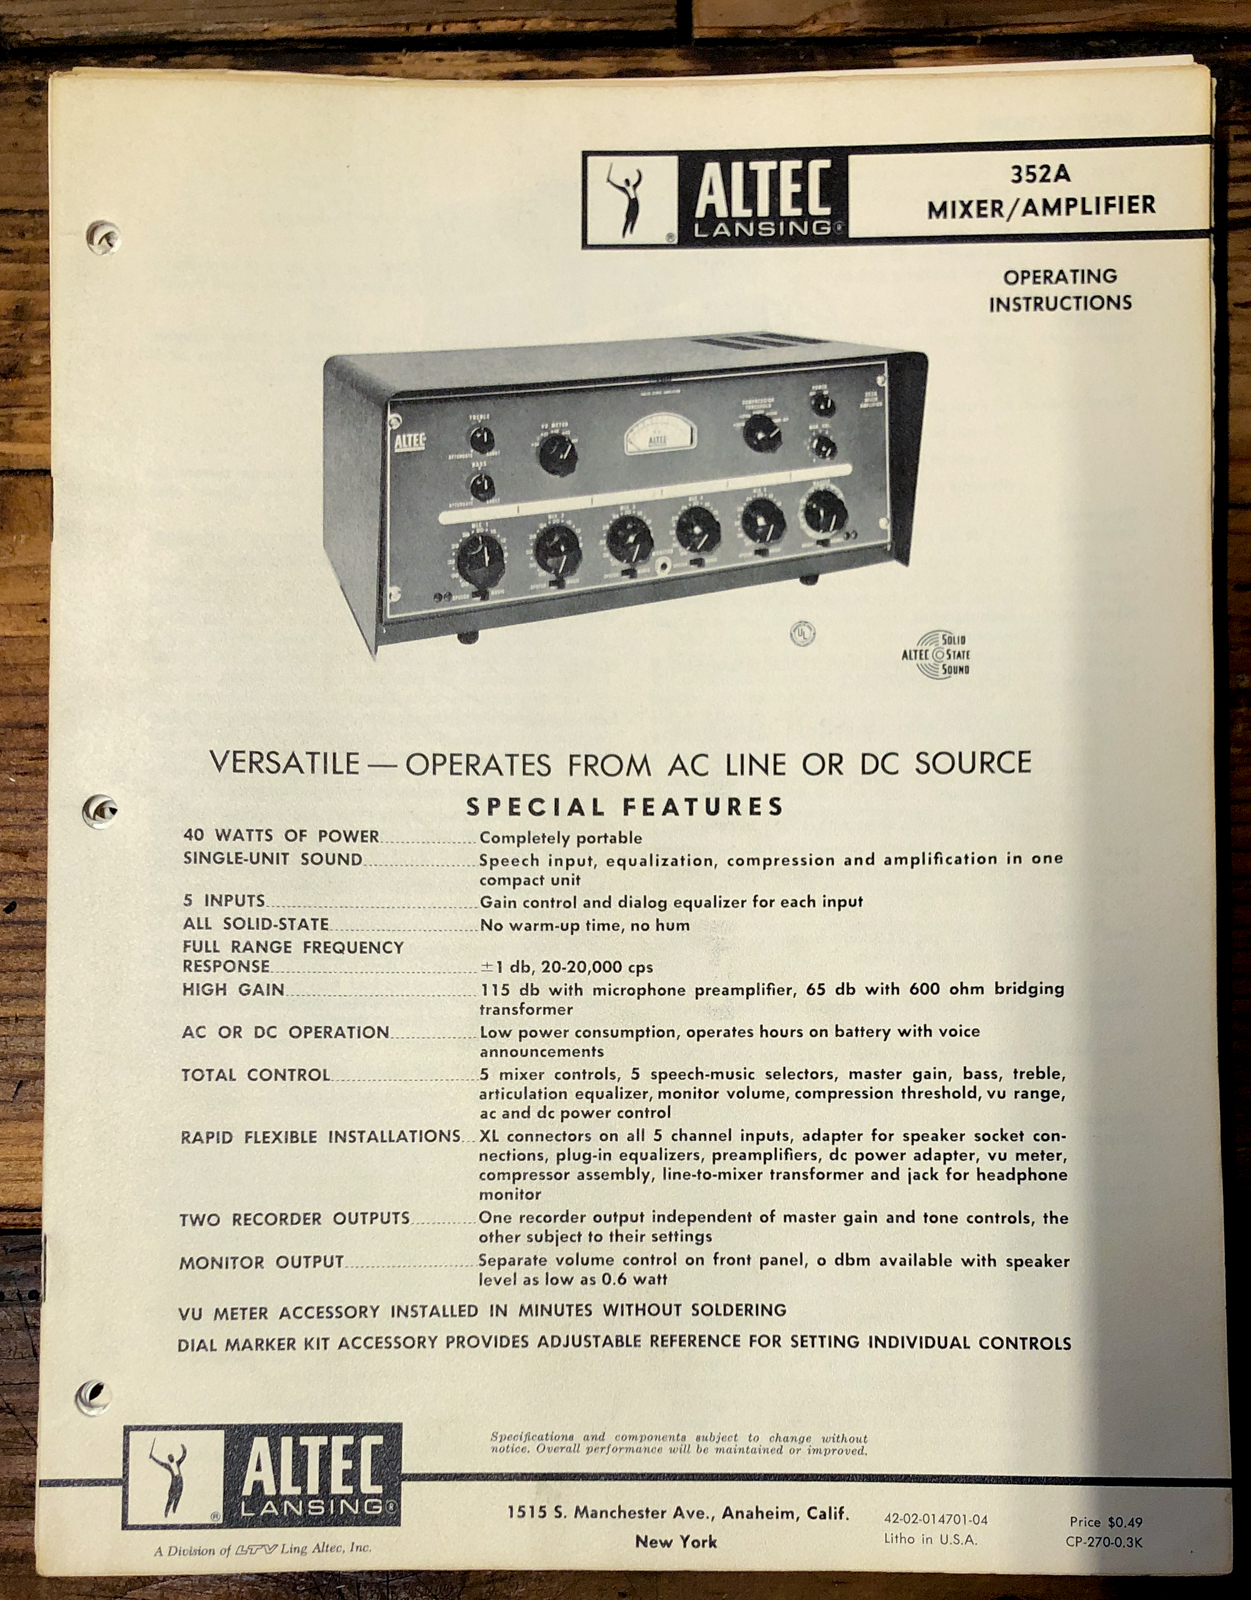 ALTEC
LANSING®
352A
MIXER/AMPLIFIER
OPERATING
INSTRUCTIONS
ALTEC
TREBLE
VU METER
ALTEC
COMPRESSION
THRESHOLD
POWER
BASS
UL
ALTEC SOLID
STATE
SOUND
VERSATILE — OPERATES FROM AC LINE OR DC SOURCE
SPECIAL FEATURES
40 WATTS OF POWER Completely portable
SINGLE-UNIT SOUND Speech input, equalization, compression and amplification in one
compact unit
5 INPUTS Gain control and dialog equalizer for each input
ALL SOLID-STATE No warm-up time, no hum
FULL RANGE FREQUENCY
RESPONSE ±1 db, 20-20,000 cps
HIGH GAIN 115 db with microphone preamplifier, 65 db with 600 ohm bridging
transformer
AC OR DC OPERATION Low power consumption, operates hours on battery with voice
announcements
TOTAL CONTROL 5 mixer controls, 5 speech-music selectors, master gain, bass, treble,
articulation equalizer, monitor volume, compression threshold, vu range,
ac and dc power control
RAPID FLEXIBLE INSTALLATIONS XL connectors on all 5 channel inputs, adapter for speaker socket con-
nections, plug-in equalizers, preamplifiers, dc power adapter, vu meter,
compressor assembly, line-to-mixer transformer and jack for headphone
monitor
TWO RECORDER OUTPUTS One recorder output independent of master gain and tone controls, the
other subject to their settings
MONITOR OUTPUT Separate volume control on front panel, o dbm available with speaker
level as low as 0.6 watt
VU METER ACCESSORY INSTALLED IN MINUTES WITHOUT SOLDERING
DIAL MARKER KIT ACCESSORY PROVIDES ADJUSTABLE REFERENCE FOR SETTING INDIVIDUAL CONTROLS
ALTEC
LANSING®
A Division of LTV Ling Altec, Inc.
Specifications and components subject to change without
notice. Overall performance will be maintained or improved.
1515 S. Manchester Ave., Anaheim, Calif.
New York
42-02-014701-04
Litho in U.S.A.
Price $0.49
CP-270-0.3K